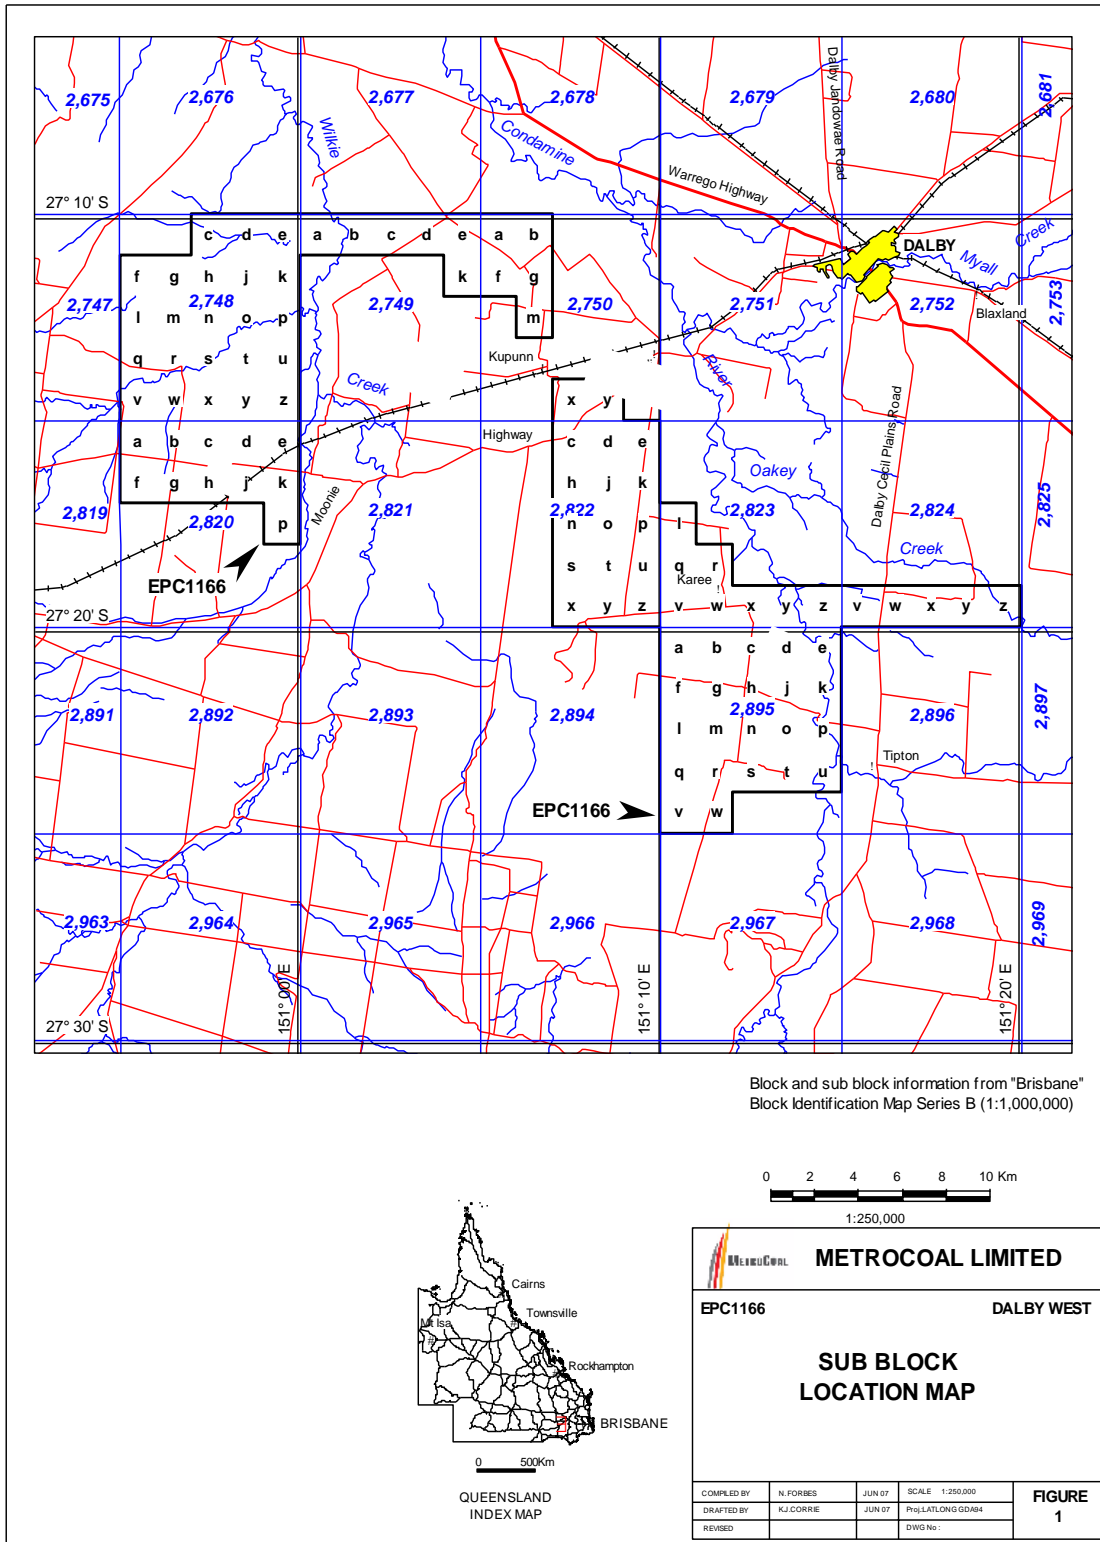 2,675 2,676 2,677 2,678 2,679 2,680 2,681
Wilkie
Condamine
Dalby Jandowae Road
Warrego Highway
27° 10' S
c d e a b c d e a b
DALBY
Myall Creek
f g h j k k f g
2,747 2,748 2,749 2,750 2,751 2,752 2,753
l m n o p m
Blaxland
Kupunn
q r s t u
River
Creek
v w x y z x y
Dalby Cecil Plains Road
Highway
a b c d e c d e
Oakey
f g h j k h j k
Moonie
2,819 2,820 2,821 2,822 2,823 2,824 2,825
p n o p l
Creek
EPC1166
s t u q r
Karee
27° 20' S
x y z v w x y z v w x y z
a b c d e
f g h j k
2,891 2,892 2,893 2,894 2,895 2,896 2,897
l m n o p
Tipton
q r s t u
EPC1166
v w
2,963 2,964 2,965 2,966 2,967 2,968 2,969
151° 00' E
151° 10' E
151° 20' E
27° 30' S
Block and sub block information from "Brisbane"
Block Identification Map Series B (1:1,000,000)
0 2 4 6 8 10 Km
1:250,000
METROCOAL
METROCOAL LIMITED
EPC1166 DALBY WEST
SUB BLOCK
LOCATION MAP
Cairns
Townsville
Mt Isa
Rockhampton
BRISBANE
0 500Km
QUEENSLAND
INDEX MAP
COMPILED BY N. FORBES JUN 07 SCALE 1:250,000
DRAFTED BY K.J.CORRIE JUN 07 Proj.LATLONG GDA94
REVISED DWG No :
FIGURE
1